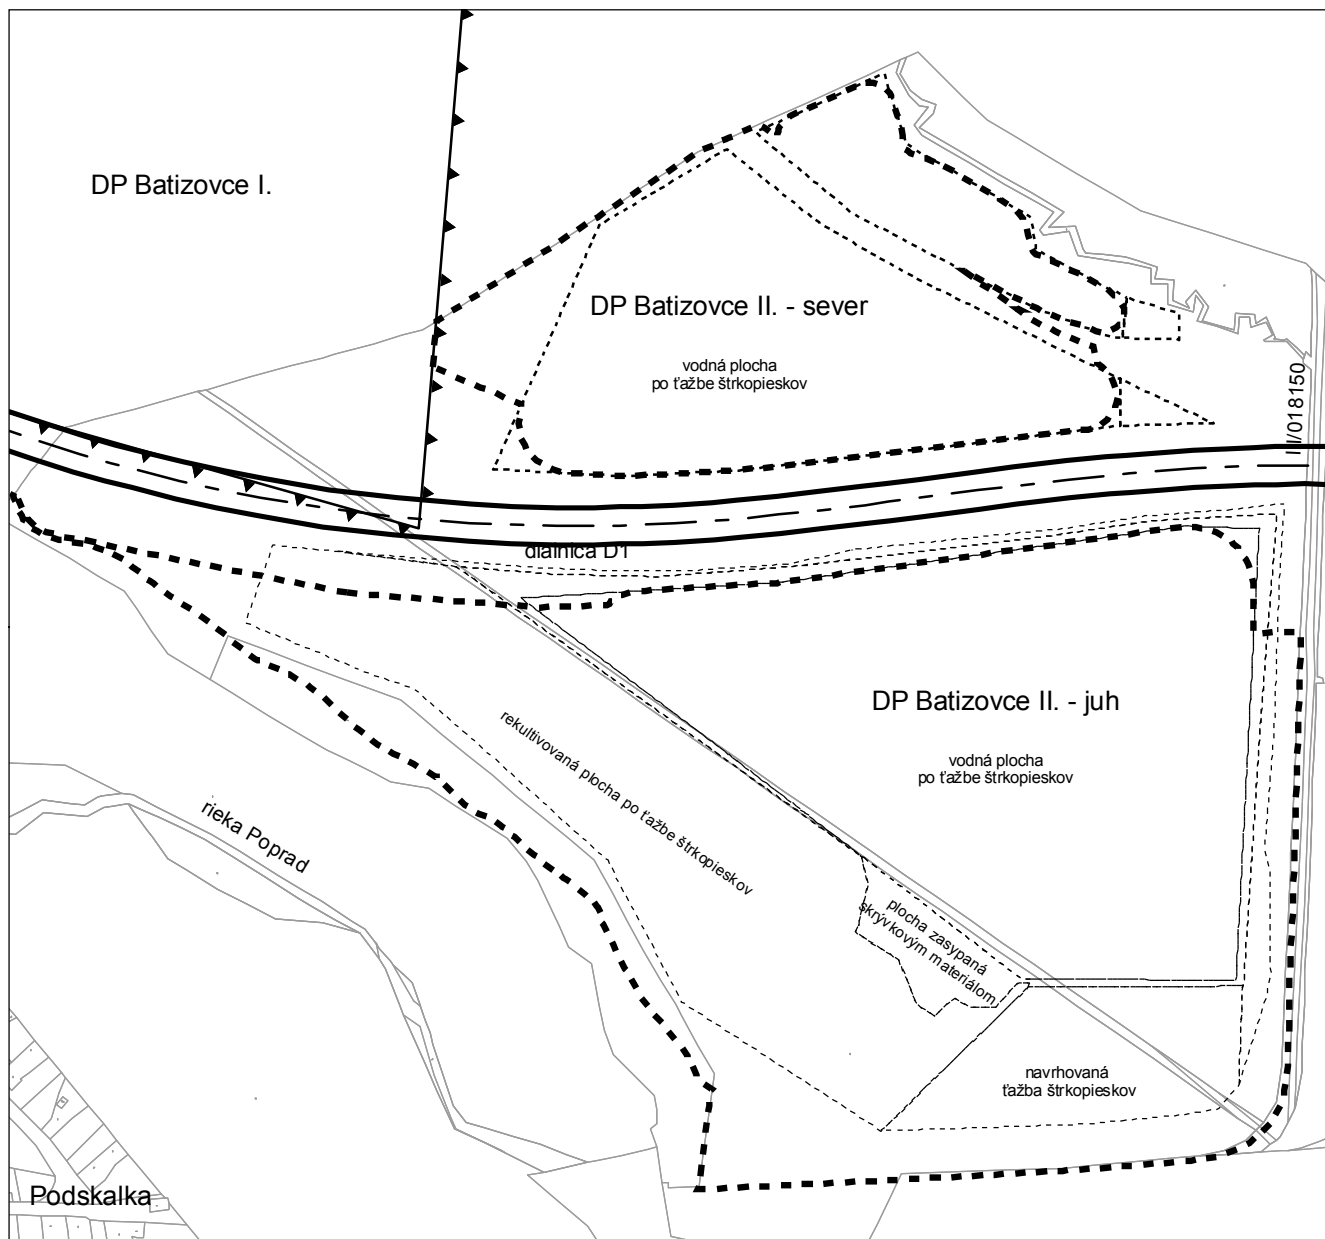 DP Batizovce I.
DP Batizovce II. - sever
vodná plocha
po ťažbe štrkopieskov
II/018150
diaľnica D1
DP Batizovce II. - juh
vodná plocha
po ťažbe štrkopieskov
rekultivovaná plocha po ťažbe štrkopieskov
rieka Poprad
plocha zasypaná
skrývkovým materiálom
navrhovaná
ťažba štrkopieskov
Podskalka